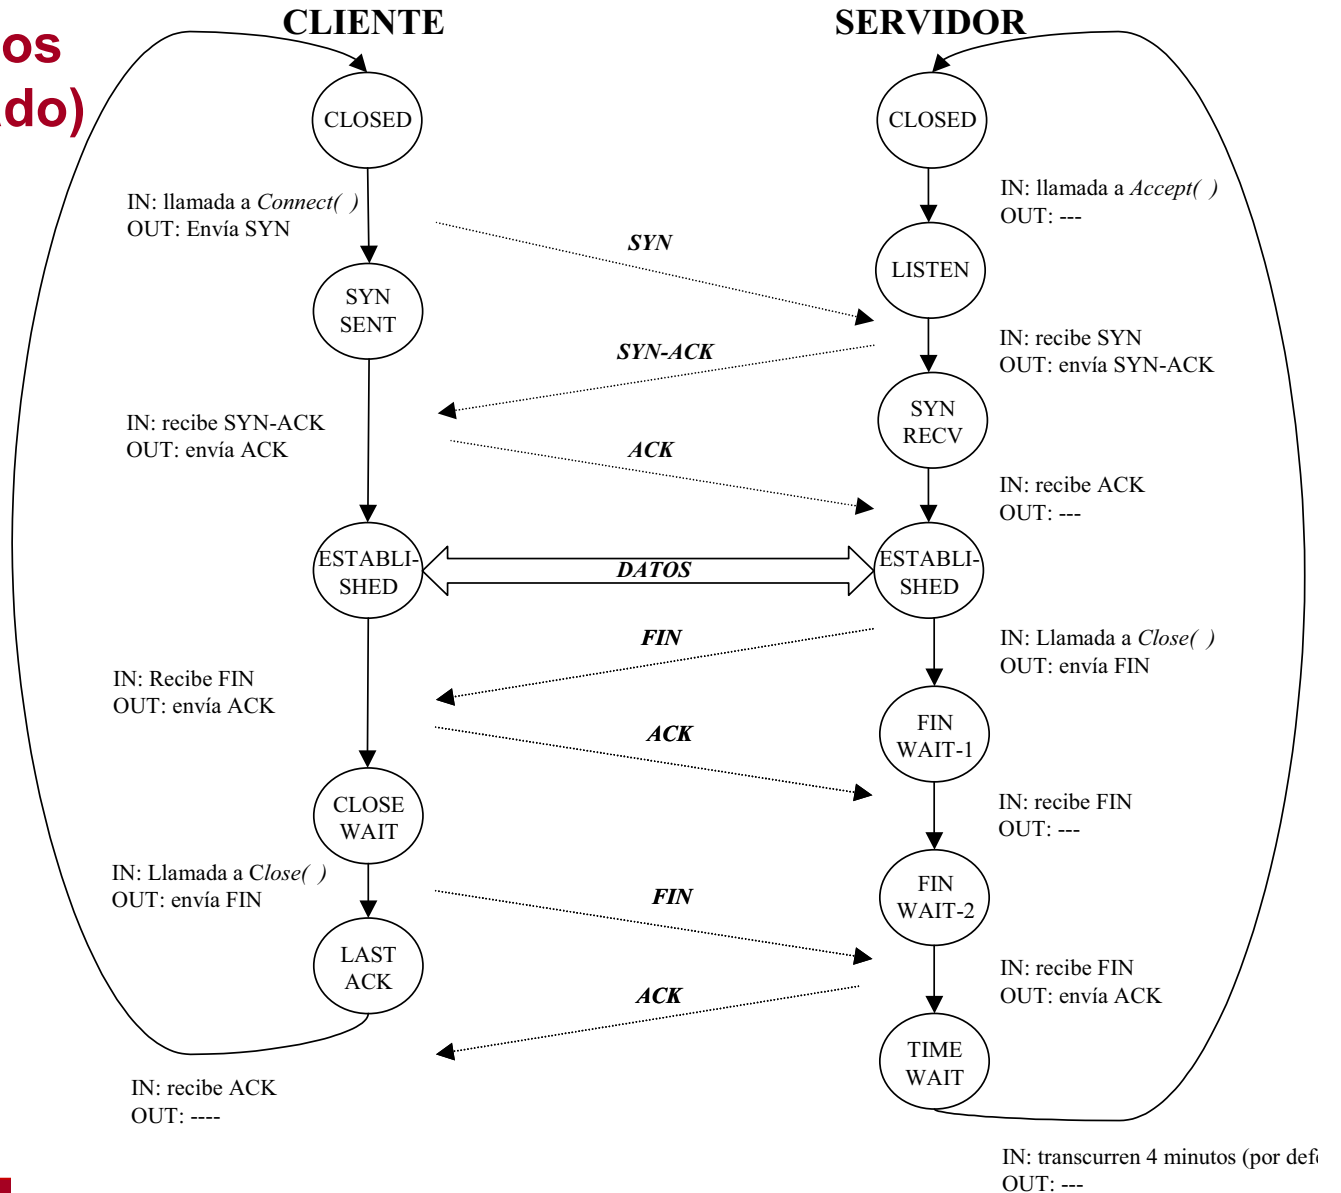 CLIENTE
SERVIDOR
os
do)
CLOSED
CLOSED
IN: llamada a Connect( )
OUT: Envía SYN
IN: llamada a Accept( )
OUT: ---
SYN
LISTEN
SYN
SENT
SYN-ACK
IN: recibe SYN
OUT: envía SYN-ACK
IN: recibe SYN-ACK
OUT: envía ACK
SYN
RECV
ACK
IN: recibe ACK
OUT: ---
ESTABLI-
SHED
DATOS
ESTABLI-
SHED
FIN
IN: Llamada a Close( )
OUT: envía FIN
IN: Recibe FIN
OUT: envía ACK
FIN
WAIT-1
ACK
CLOSE
WAIT
IN: recibe FIN
OUT: ---
IN: Llamada a Close( )
OUT: envía FIN
FIN
FIN
WAIT-2
LAST
ACK
IN: recibe FIN
OUT: envía ACK
ACK
TIME
WAIT
IN: recibe ACK
OUT: ----
IN: transcurren 4 minutos (por def
OUT: ---